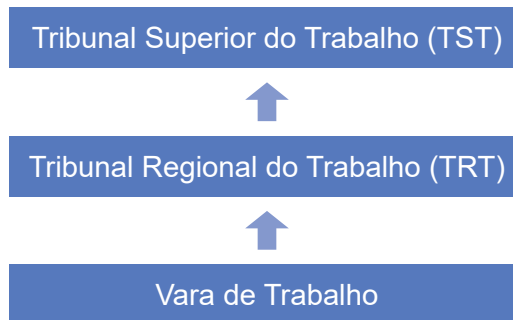 Tribunal Superior do Trabalho (TST)
Tribunal Regional do Trabalho (TRT)
Vara de Trabalho